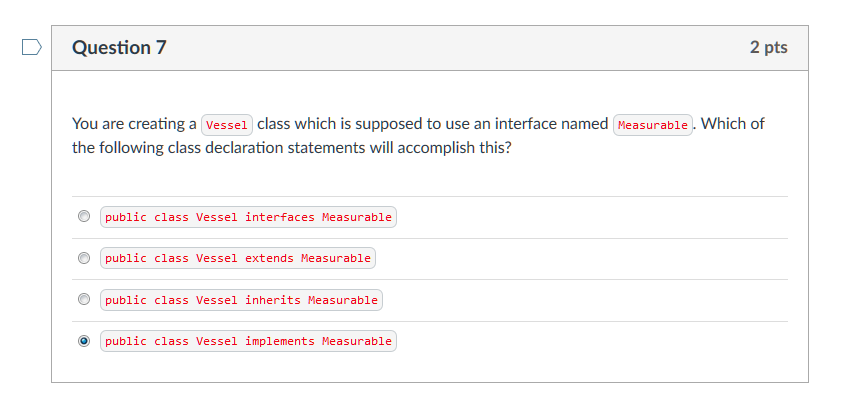 Question 7 2 pts
You are creating a Vessel class which is supposed to use an interface named Measurable. Which of
the following class declaration statements will accomplish this?
public class Vessel interfaces Measurable
public class Vessel extends Measurable
public class Vessel inherits Measurable
public class Vessel implements Measurable